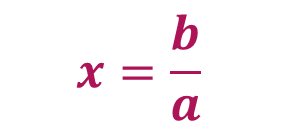 x = b/a